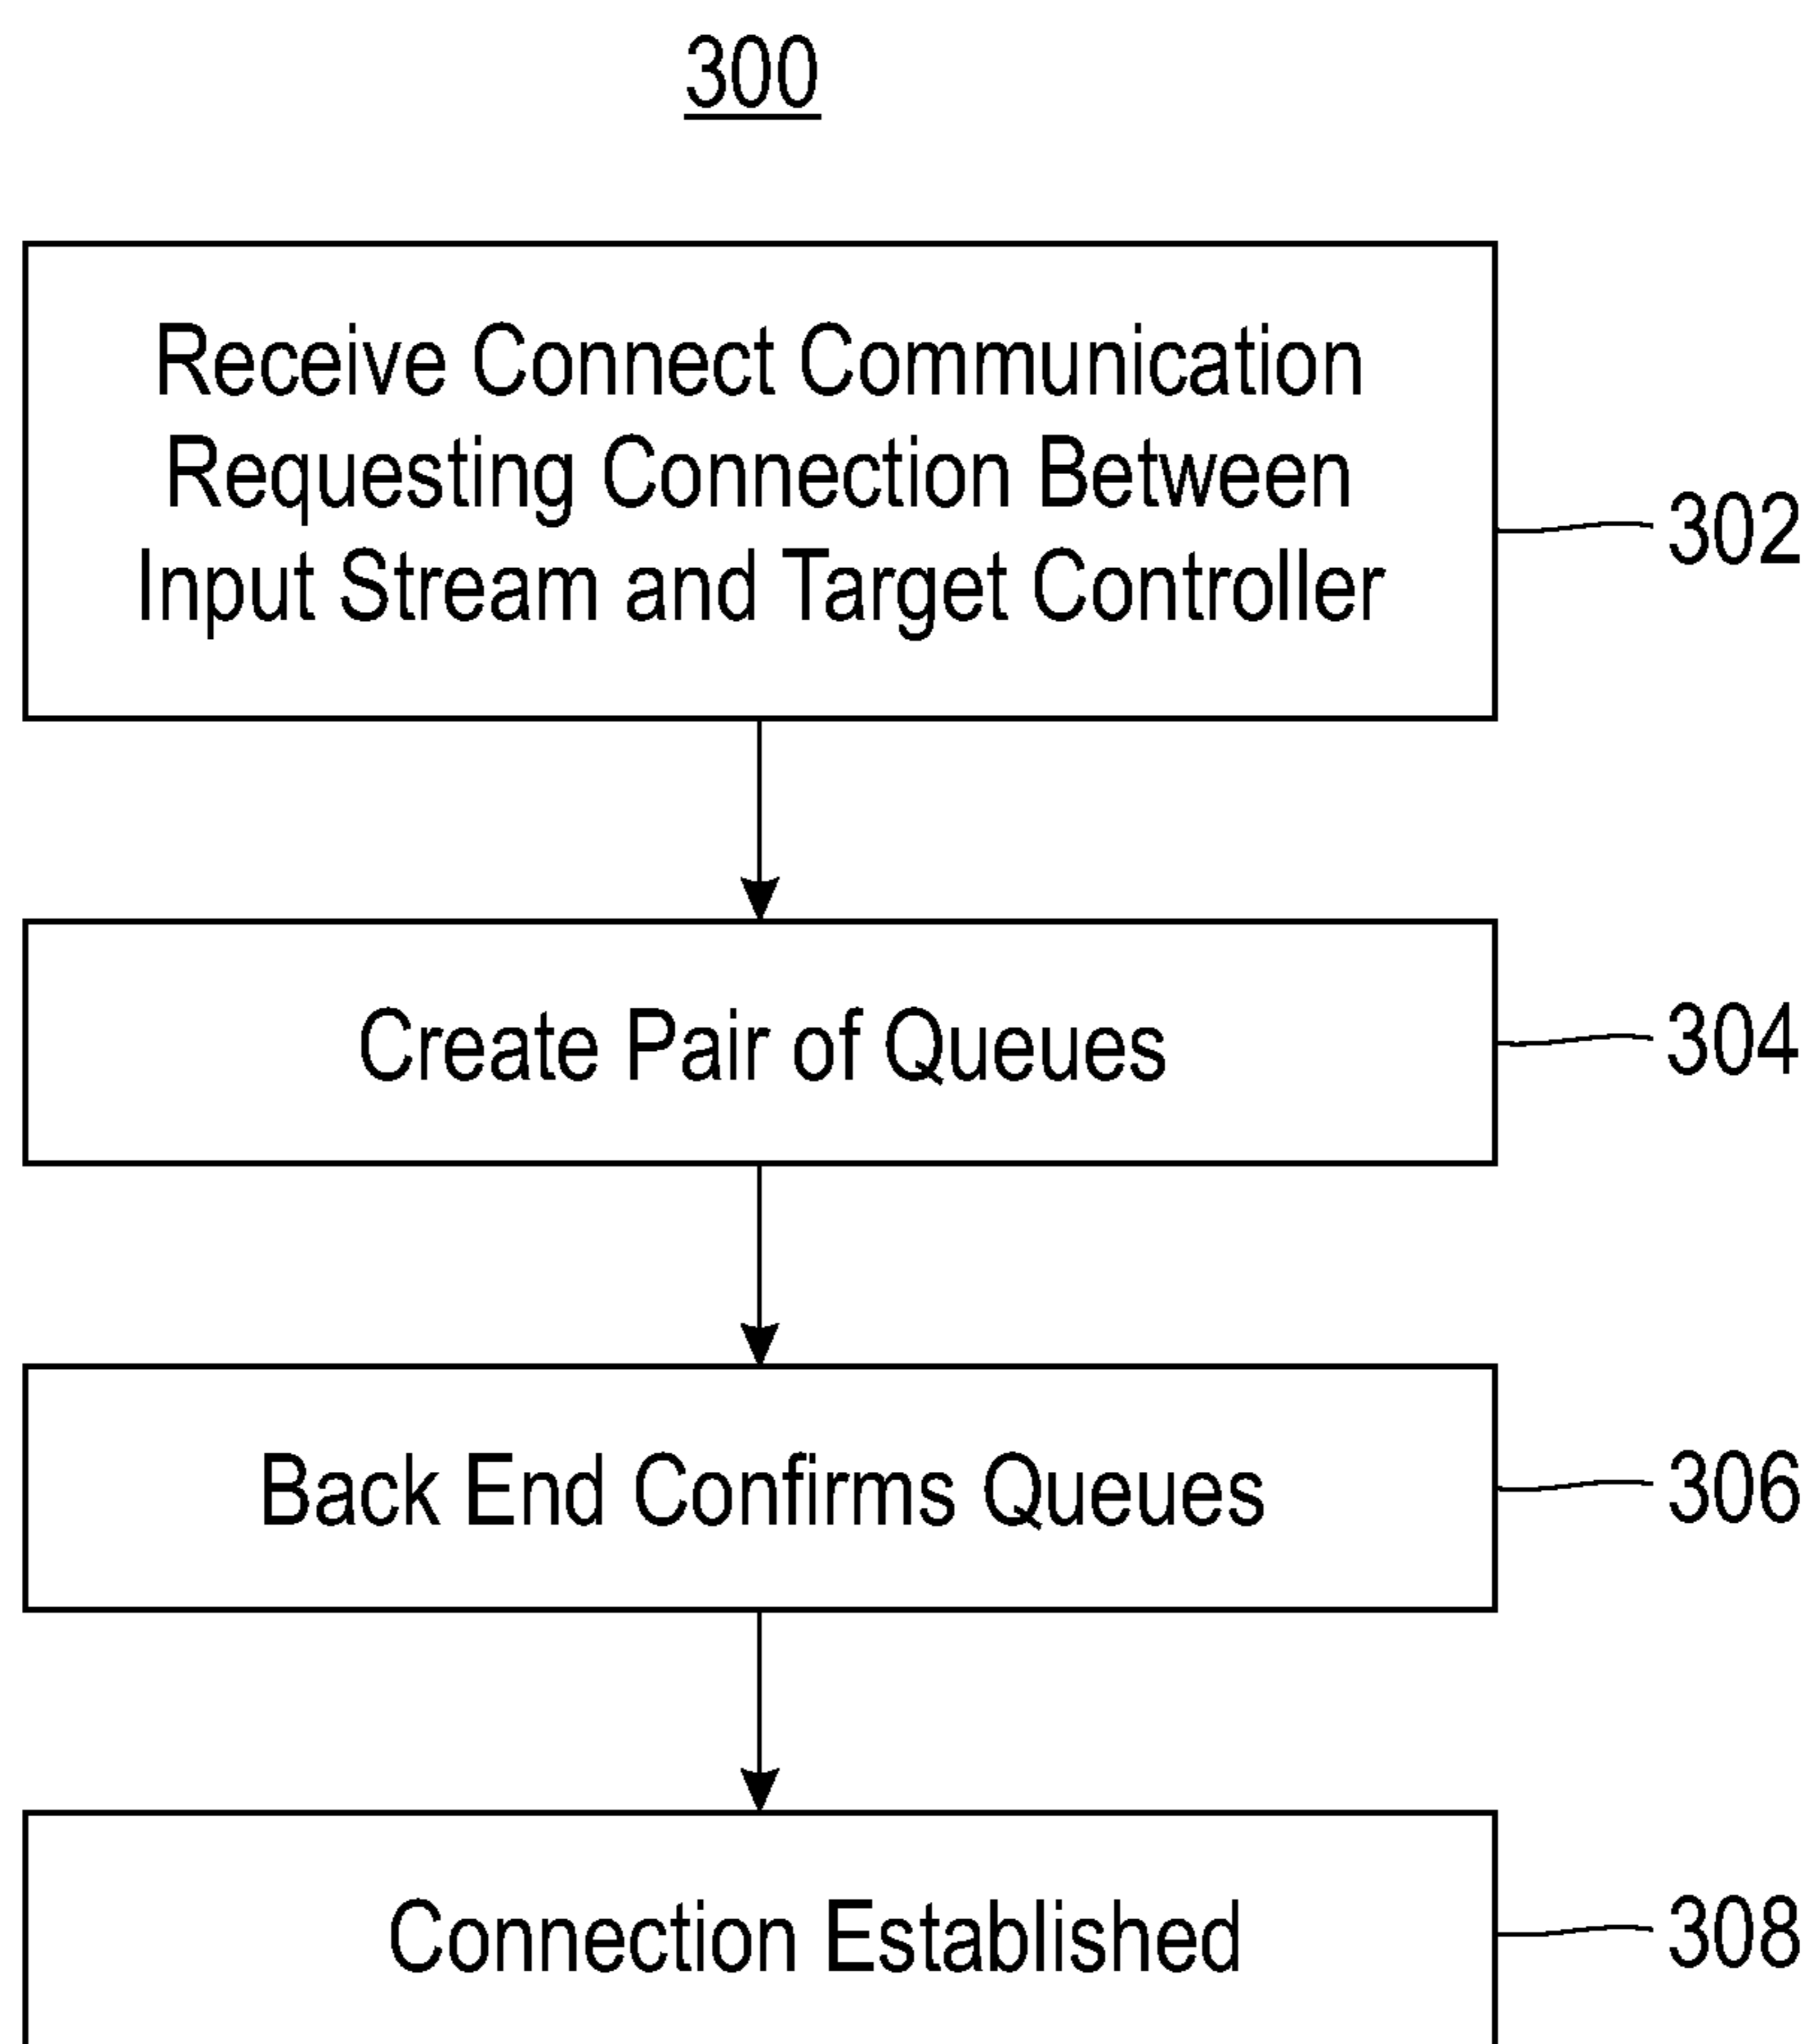 300
Receive Connect Communication
Requesting Connection Between
Input Stream and Target Controller
302
Create Pair of Queues
304
Back End Confirms Queues
306
Connection Established
308